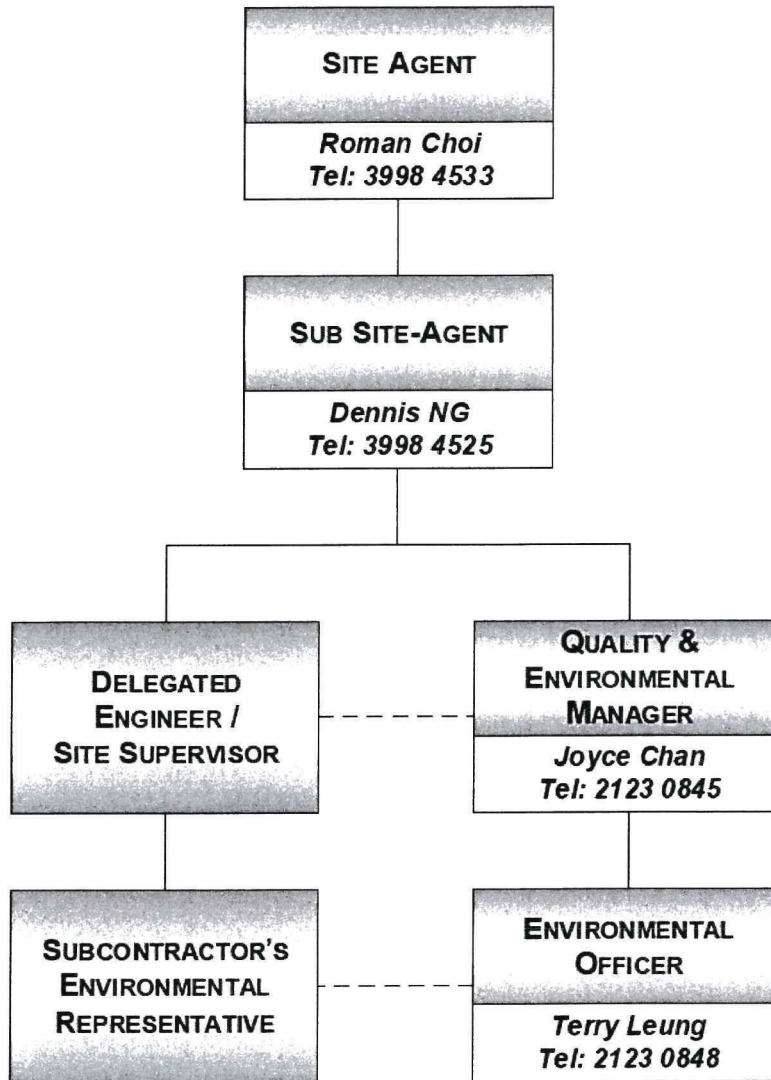 SITE AGENT
Roman Choi
Tel: 3998 4533
SUB SITE-AGENT
Dennis NG
Tel: 3998 4525
DELEGATED
ENGINEER /
SITE SUPERVISOR
QUALITY &
ENVIRONMENTAL
MANAGER
Joyce Chan
Tel: 2123 0845
SUBCONTRACTOR'S
ENVIRONMENTAL
REPRESENTATIVE
ENVIRONMENTAL
OFFICER
Terry Leung
Tel: 2123 0848